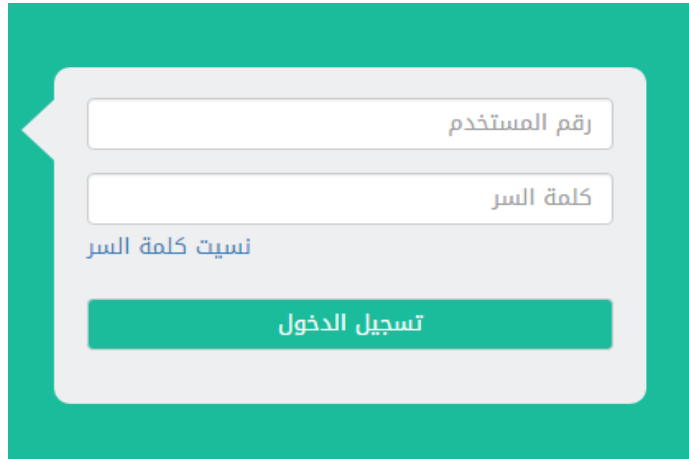 رقم المستخدم
كلمة السر
نسيت كلمة السر
تسجيل الدخول